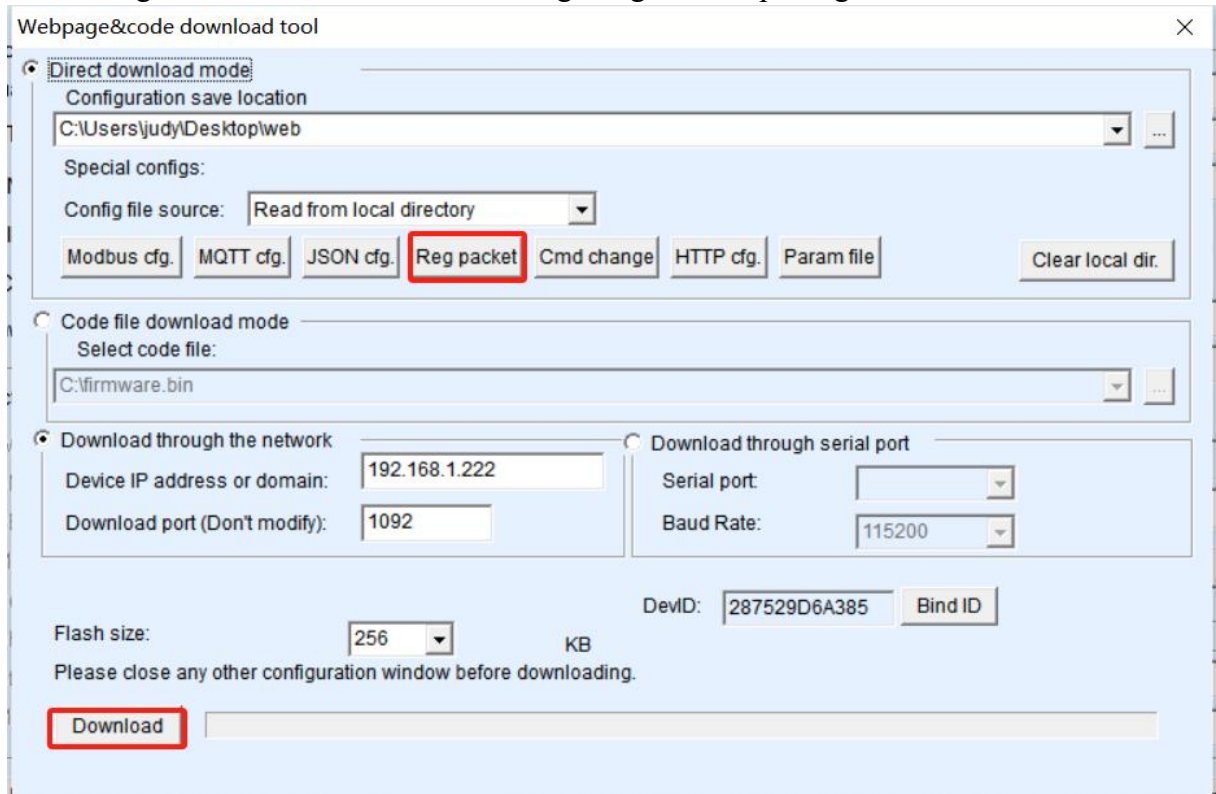 Webpage&code download tool
Direct download mode
Configuration save location
C:\Users\judy\Desktop\web
...
Special configs:
Config file source: Read from local directory
Modbus cfg. MQTT cfg. JSON cfg. Reg packet Cmd change HTTP cfg. Param file Clear local dir.
Code file download mode
Select code file:
C:\firmware.bin
...
Download through the network
Device IP address or domain: 192.168.1.222
Download port (Don't modify): 1092
Download through serial port
Serial port:
Baud Rate: 115200
DevID: 287529D6A385 Bind ID
Flash size: 256 KB
Please close any other configuration window before downloading.
Download